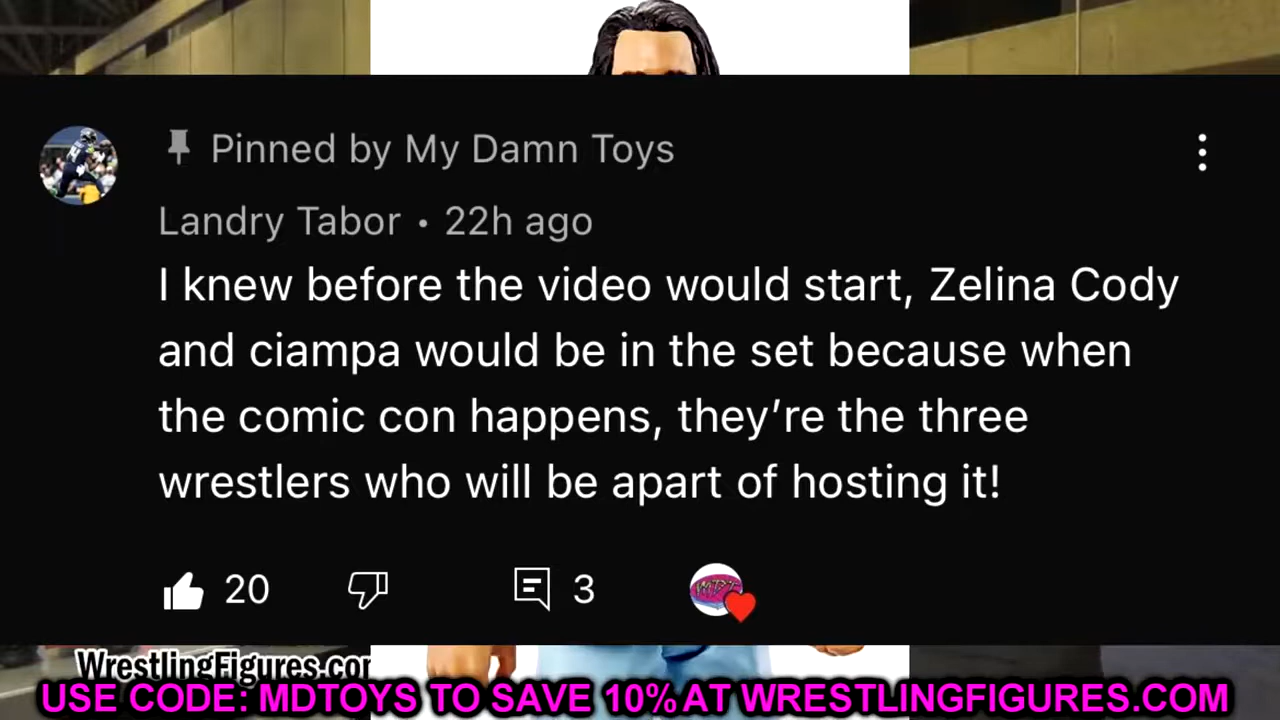 Pinned by My Damn Toys
Landry Tabor • 22h ago
I knew before the video would start, Zelina Cody
and ciampa would be in the set because when
the comic con happens, they’re the three
wrestlers who will be apart of hosting it!
20
3
WrestlingFigures.com
USE CODE: MDTOYS TO SAVE 10% AT WRESTLINGFIGURES.COM